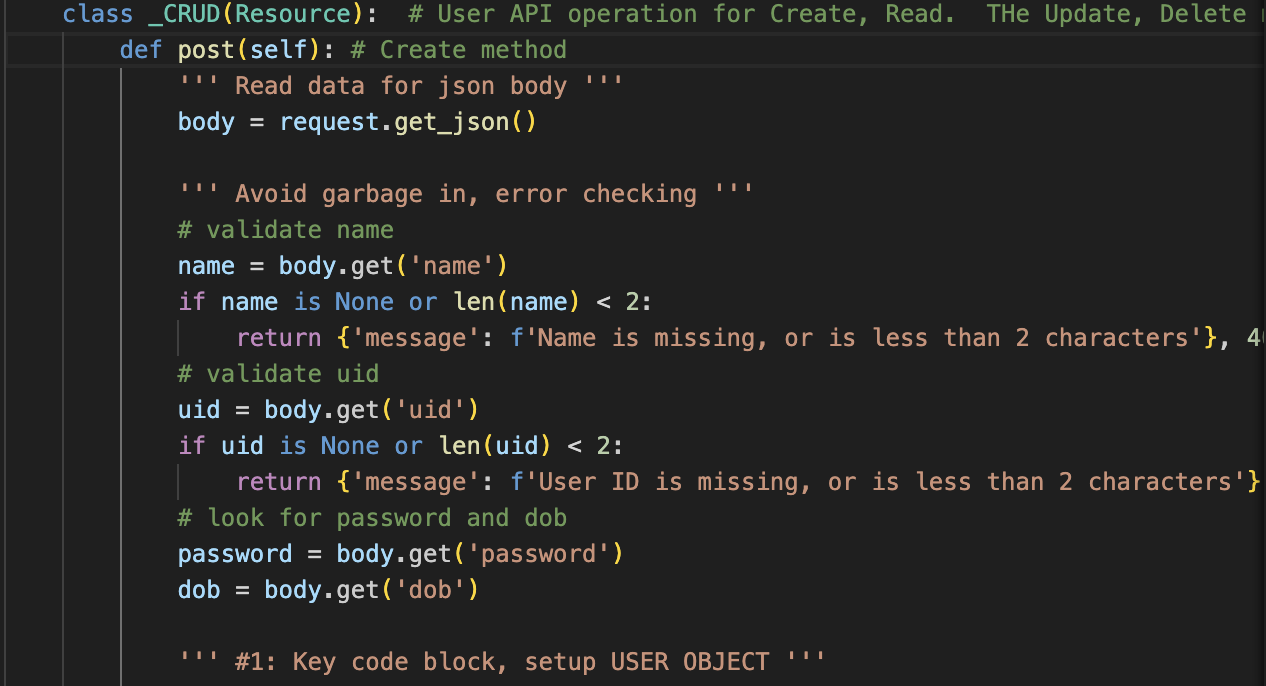 class _CRUD(Resource):  # User API operation for Create, Read.  THe Update, Delete
def post(self): # Create method
''' Read data for json body '''
body = request.get_json()
''' Avoid garbage in, error checking '''
# validate name
name = body.get('name')
if name is None or len(name) < 2:
return {'message': f'Name is missing, or is less than 2 characters'}, 4
# validate uid
uid = body.get('uid')
if uid is None or len(uid) < 2:
return {'message': f'User ID is missing, or is less than 2 characters'}
# look for password and dob
password = body.get('password')
dob = body.get('dob')
''' #1: Key code block, setup USER OBJECT '''